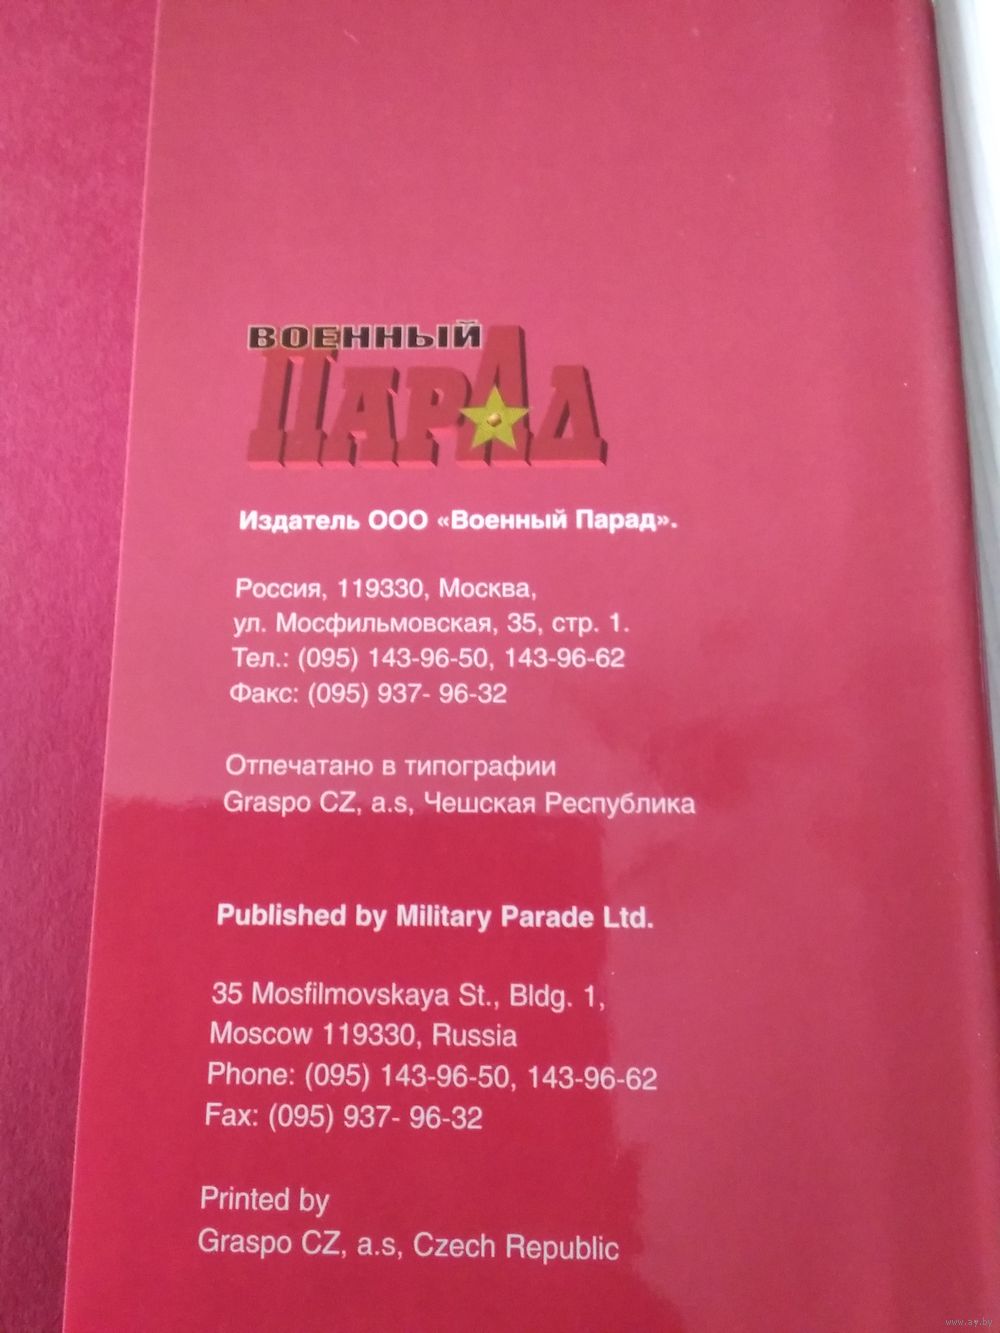 ВОЕННЫЙ
ПАРАД
Издатель ООО «Военный Парад».
Россия, 119330, Москва,
ул. Мосфильмовская, 35, стр. 1.
Тел.: (095) 143-96-50, 143-96-62
Факс: (095) 937- 96-32
Отпечатано в типографии
Graspo CZ, a.s, Чешская Республика
Published by Military Parade Ltd.
35 Mosfilmovskaya St., Bldg. 1,
Moscow 119330, Russia
Phone: (095) 143-96-50, 143-96-62
Fax: (095) 937- 96-32
Printed by
Graspo CZ, a.s, Czech Republic
www.ay.by